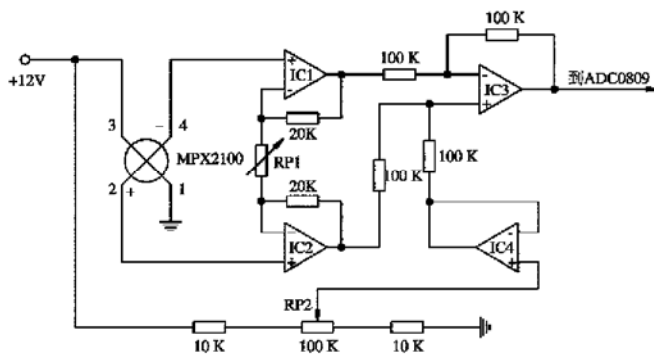 100 K
+12V
IC1
100 K
IC3
到ADC0809
3
4
20K
MPX2100
RP1
100 K
100 K
2
1
20K
IC2
IC4
RP2
10 K
100 K
10 K